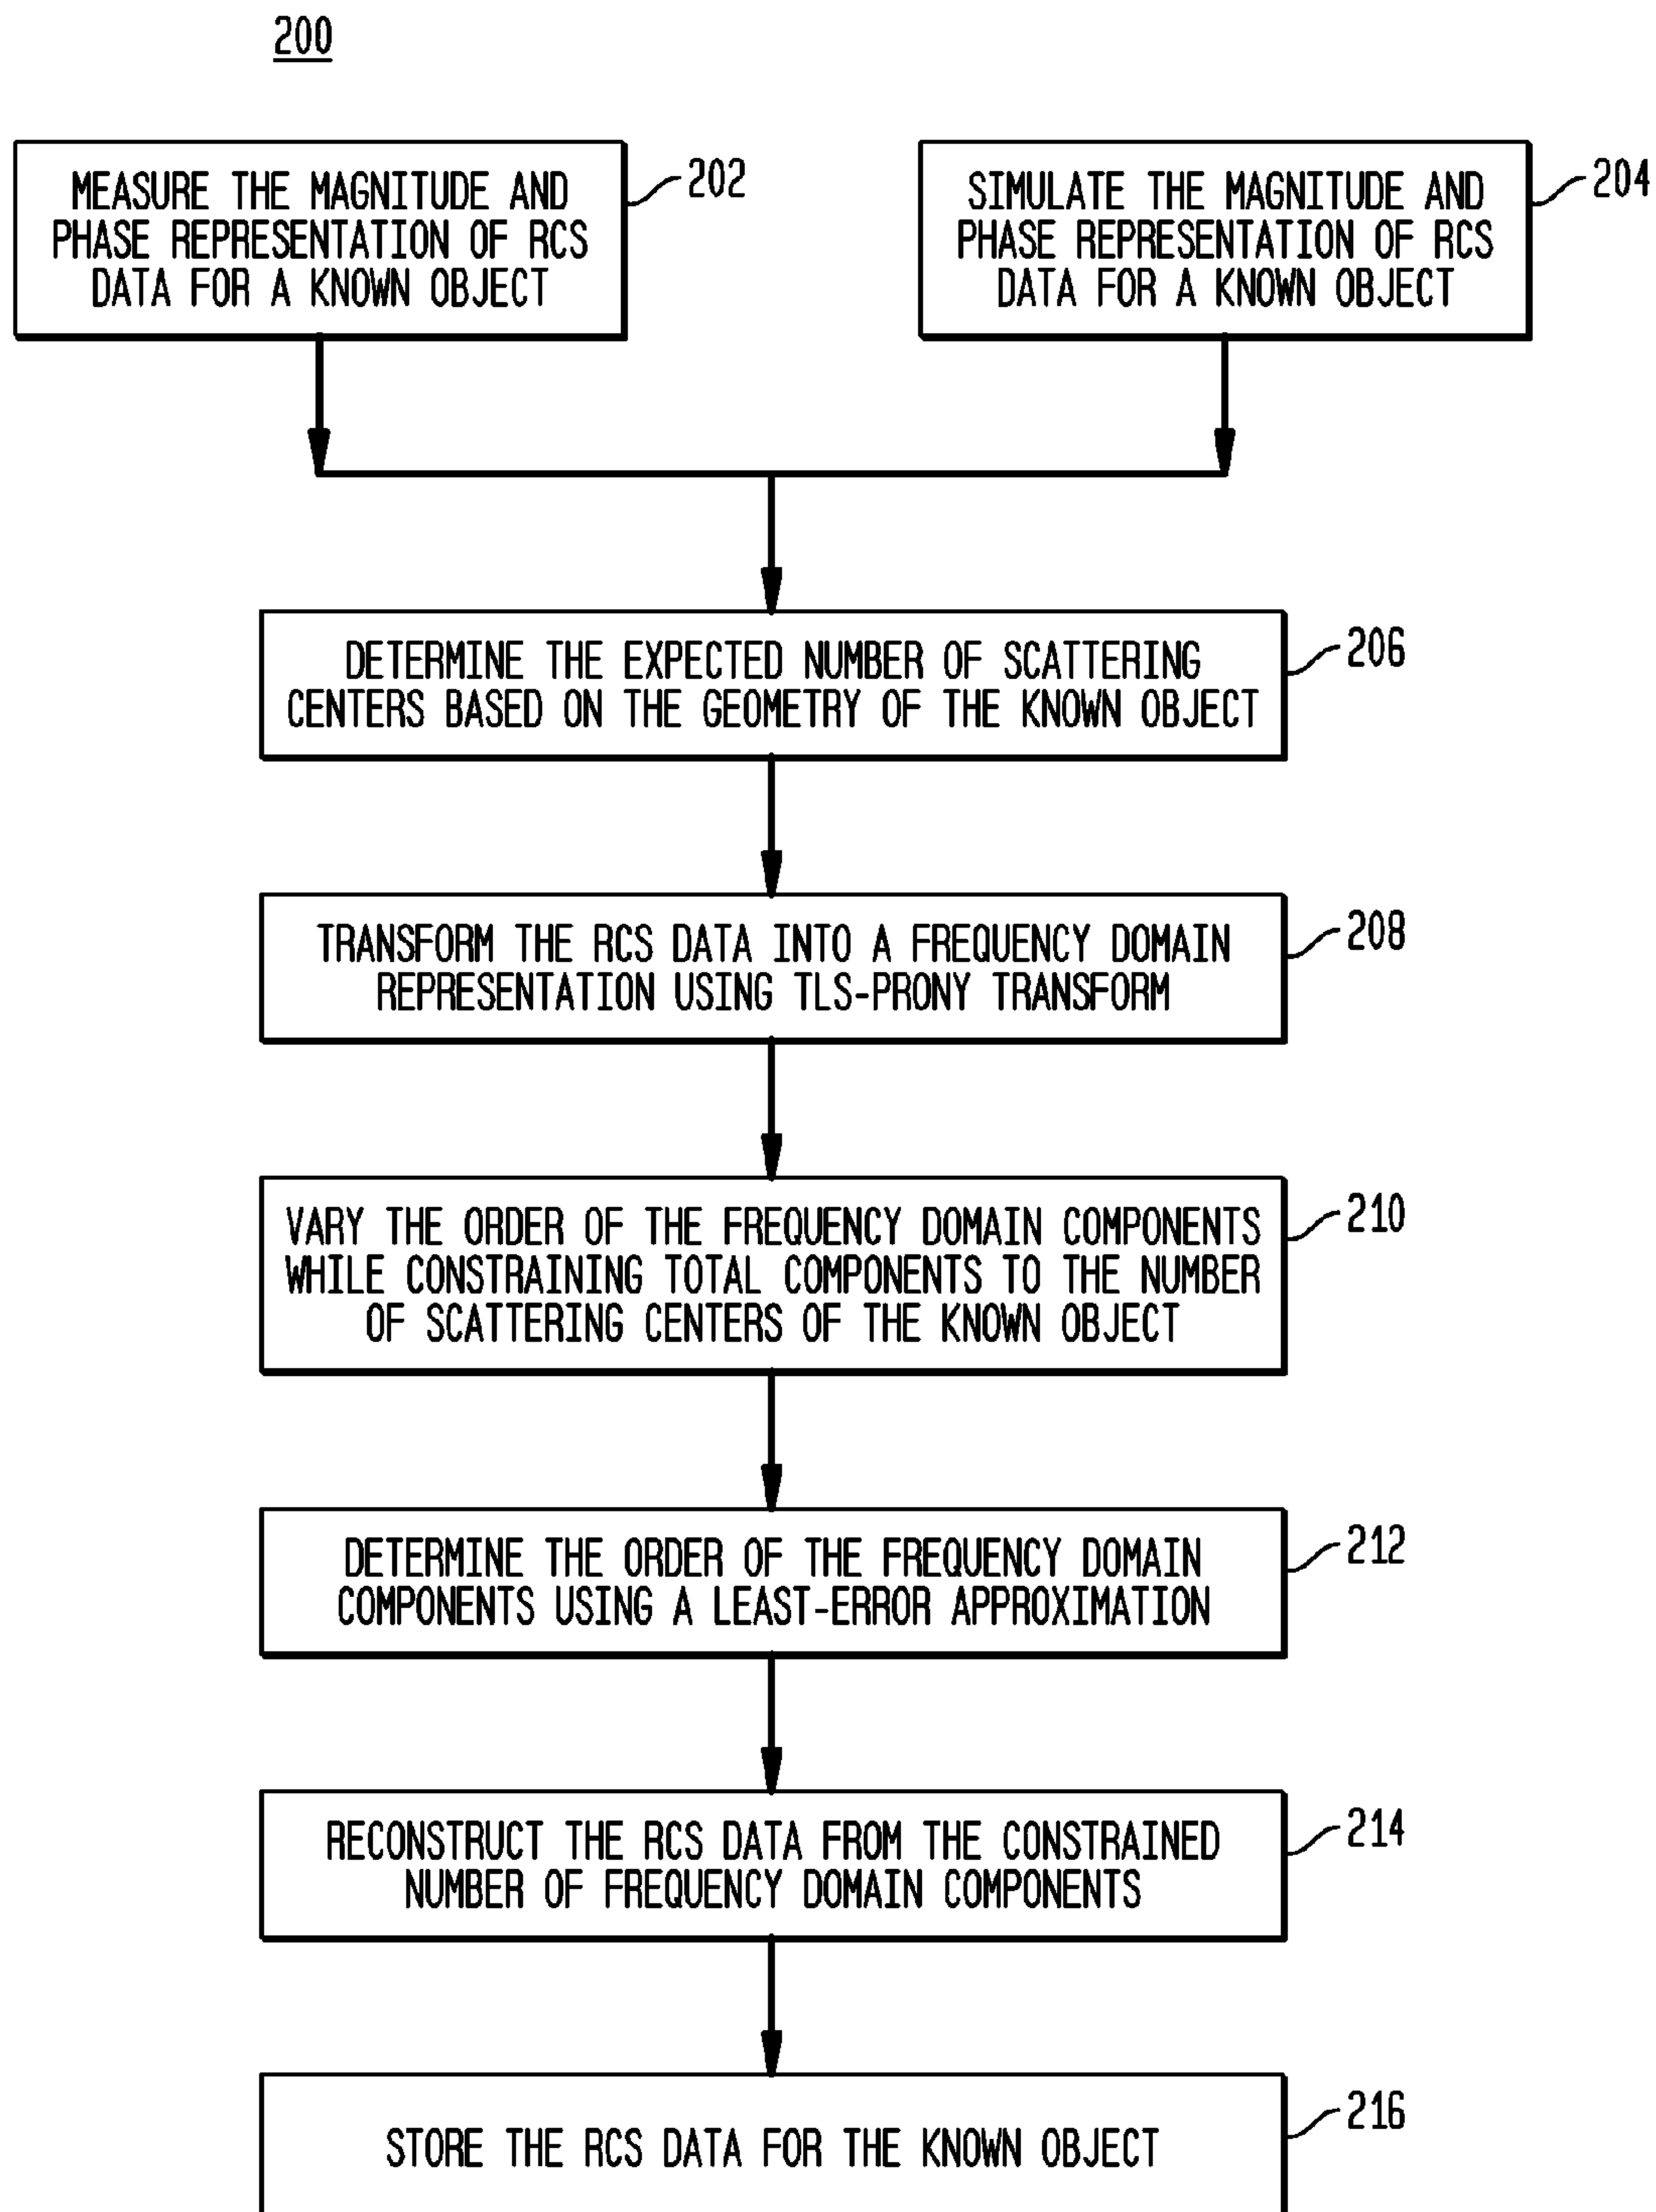 200
MEASURE THE MAGNITUDE AND
PHASE REPRESENTATION OF RCS
DATA FOR A KNOWN OBJECT
202
SIMULATE THE MAGNITUDE AND
PHASE REPRESENTATION OF RCS
DATA FOR A KNOWN OBJECT
204
DETERMINE THE EXPECTED NUMBER OF SCATTERING
CENTERS BASED ON THE GEOMETRY OF THE KNOWN OBJECT
206
TRANSFORM THE RCS DATA INTO A FREQUENCY DOMAIN
REPRESENTATION USING TLS-PRONY TRANSFORM
208
VARY THE ORDER OF THE FREQUENCY DOMAIN COMPONENTS
WHILE CONSTRAINING TOTAL COMPONENTS TO THE NUMBER
OF SCATTERING CENTERS OF THE KNOWN OBJECT
210
DETERMINE THE ORDER OF THE FREQUENCY DOMAIN
COMPONENTS USING A LEAST-ERROR APPROXIMATION
212
RECONSTRUCT THE RCS DATA FROM THE CONSTRAINED
NUMBER OF FREQUENCY DOMAIN COMPONENTS
214
STORE THE RCS DATA FOR THE KNOWN OBJECT
216